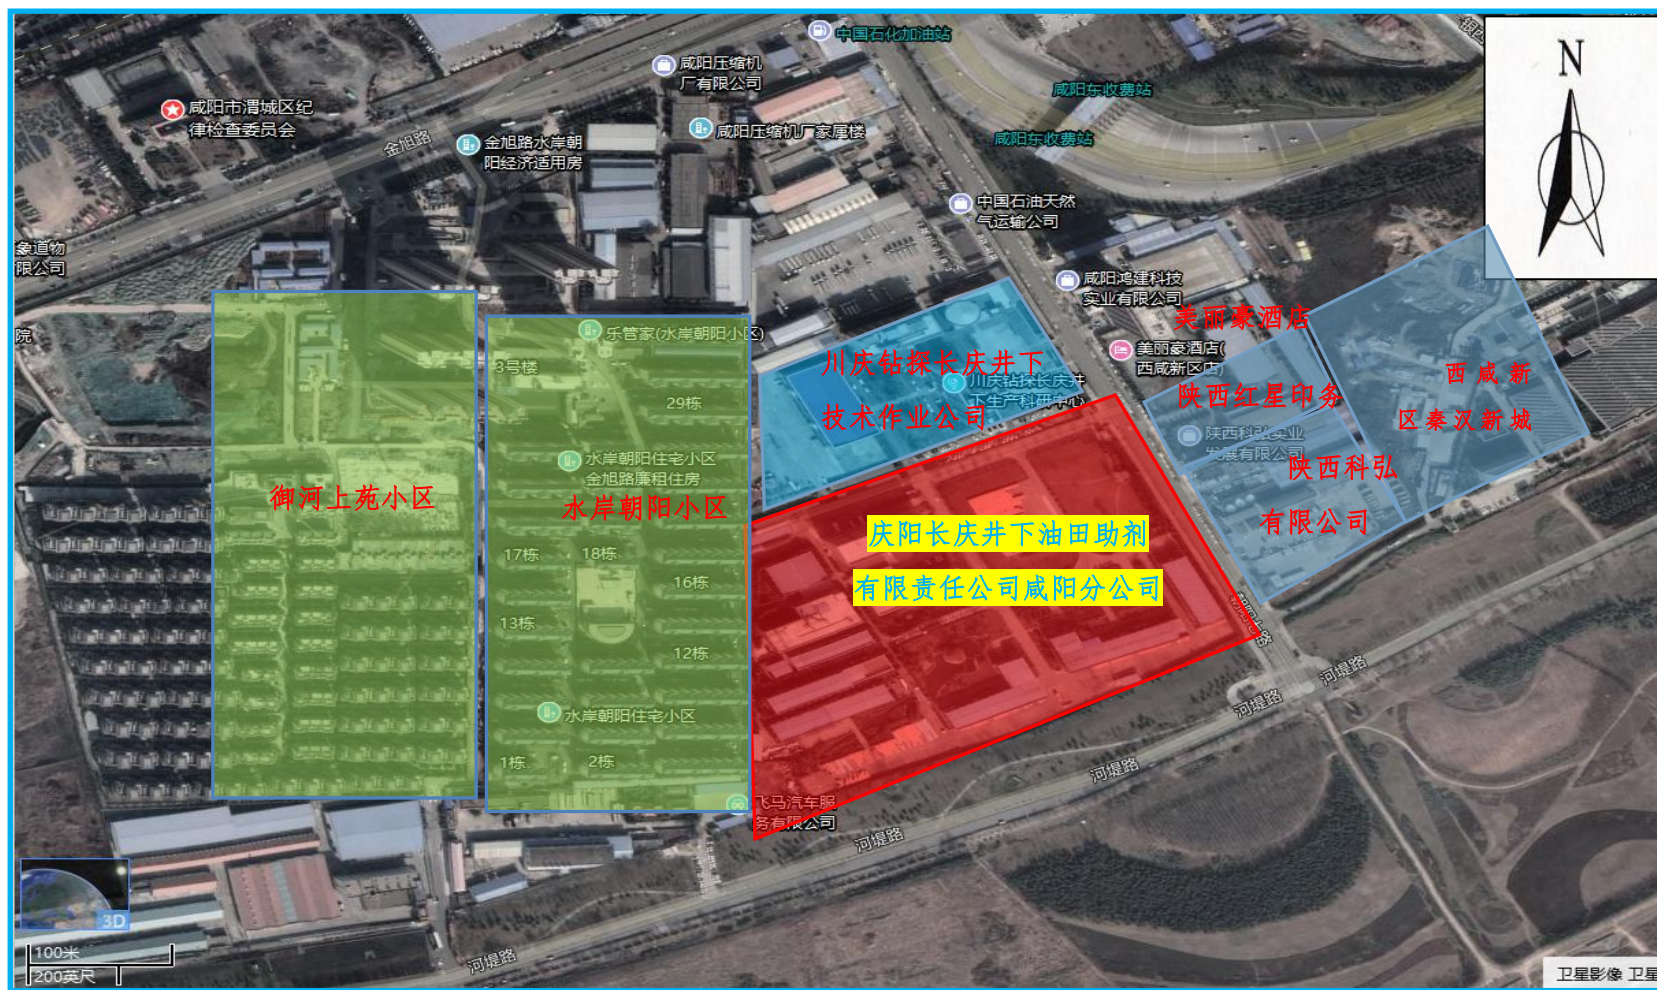 中国石化加油站
咸阳压缩机
厂有限公司
N
咸阳东收费站
咸阳市渭城区纪
律检查委员会
金旭路
金旭路水岸朝
阳经济适用房
咸阳压缩机厂家属楼
咸阳东收费站
中国石油天然
气运输公司
象道物
限公司
咸阳鸿建科技
实业有限公司
院
乐管家(水岸朝阳小区)
美丽豪酒店
美丽豪酒店(
西咸新区店)
3号楼
29栋
川庆钻探长庆井下
技术作业公司
川庆钻探长庆井
下生产科研中心
陕西红星印务
西咸新
区秦汉新城
陕西科弘实业
发展有限公司
陕西科弘
有限公司
水岸朝阳住宅小区
金旭路廉租住房
御河上苑小区
水岸朝阳小区
庆阳长庆井下油田助剂
有限责任公司咸阳分公司
17栋
18栋
16栋
13栋
12栋
水岸朝阳住宅小区
1栋
2栋
河堤路
河堤路
河堤路
飞马汽车服
务有限公司
河堤路
河堤路
3D
100米
200英尺
卫星影像 卫星